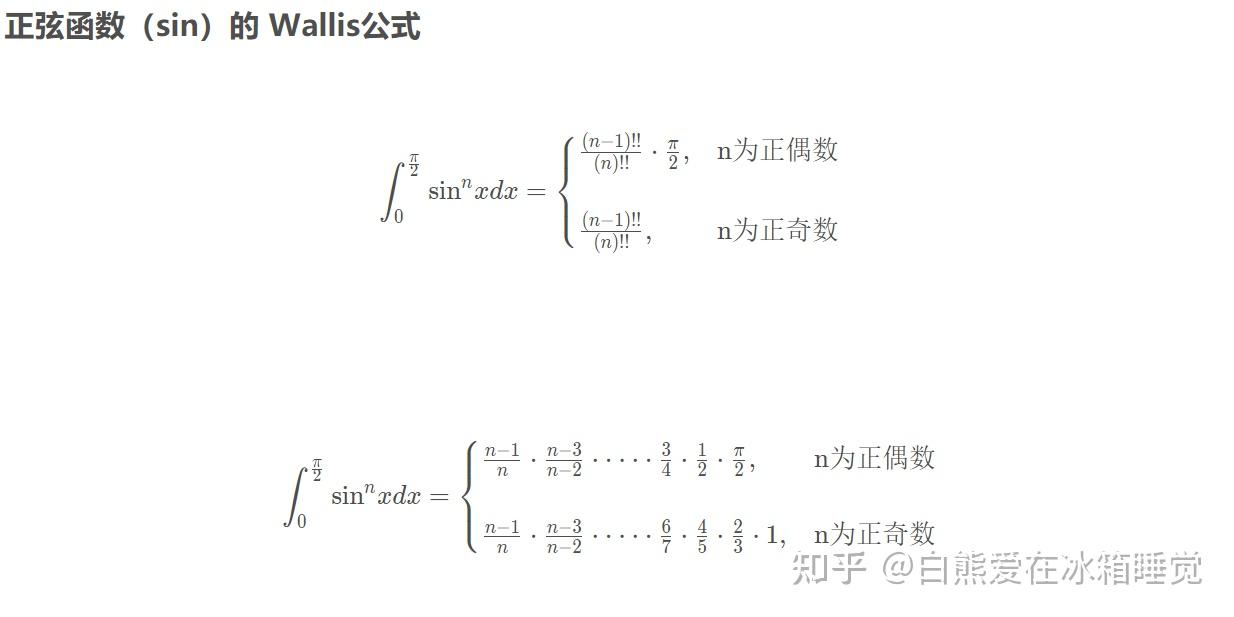 正弦函数（sin）的 Wallis公式
$\int_0^{\frac{\pi}{2}} \sin^n xdx = \begin{cases} \frac{(n-1)!!}{(n)!!} \cdot \frac{\pi}{2}, & \text{n为正偶数} \\ \frac{(n-1)!!}{(n)!!}, & \text{n为正奇数} \end{cases}$
$\int_0^{\frac{\pi}{2}} \sin^n xdx = \begin{cases} \frac{n-1}{n} \cdot \frac{n-3}{n-2} \cdot \cdots \cdot \frac{3}{4} \cdot \frac{1}{2} \cdot \frac{\pi}{2}, & \text{n为正偶数} \\ \frac{n-1}{n} \cdot \frac{n-3}{n-2} \cdot \cdots \cdot \frac{6}{7} \cdot \frac{4}{5} \cdot \frac{2}{3} \cdot 1, & \text{n为正奇数} \end{cases}$
知乎 @白熊爱在冰箱睡觉